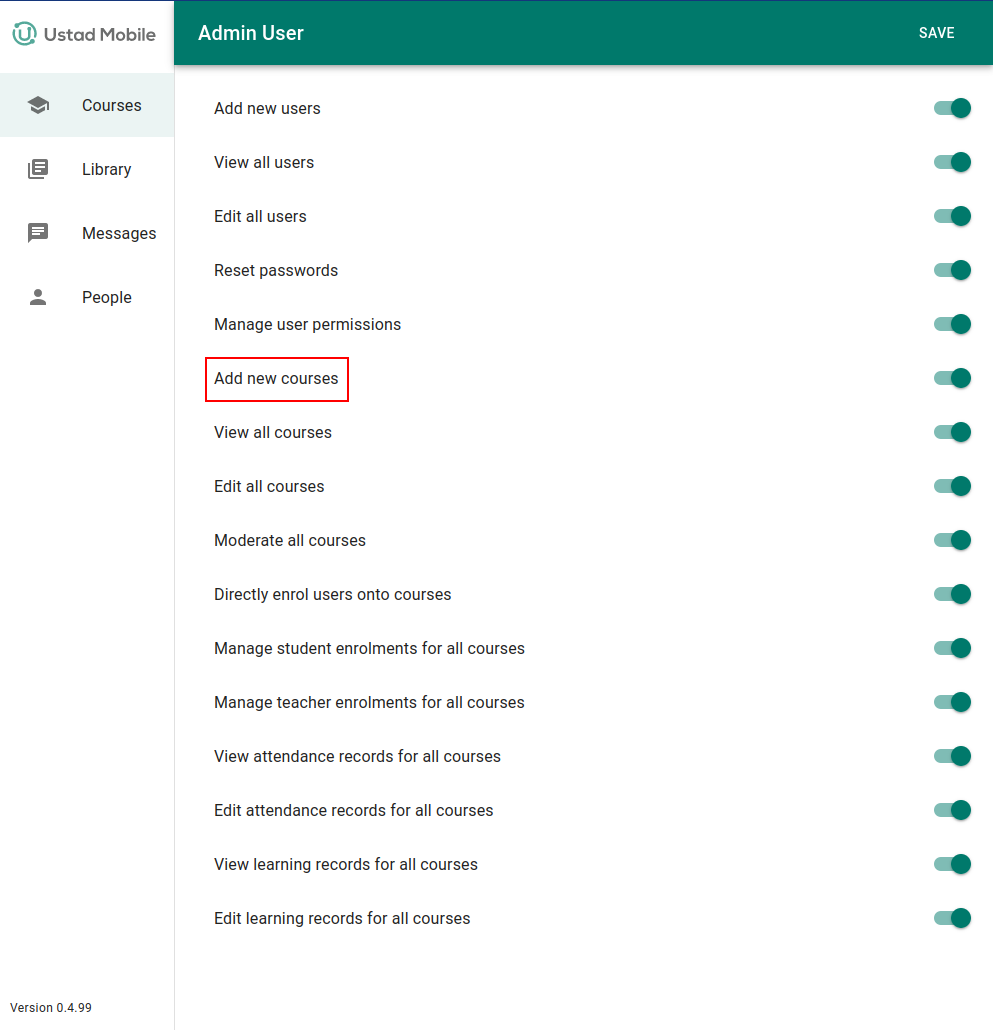 Ustad Mobile
Admin User
SAVE
Courses
Library
Messages
People
Add new users
View all users
Edit all users
Reset passwords
Manage user permissions
Add new courses
View all courses
Edit all courses
Moderate all courses
Directly enrol users onto courses
Manage student enrolments for all courses
Manage teacher enrolments for all courses
View attendance records for all courses
Edit attendance records for all courses
View learning records for all courses
Edit learning records for all courses
Version 0.4.99